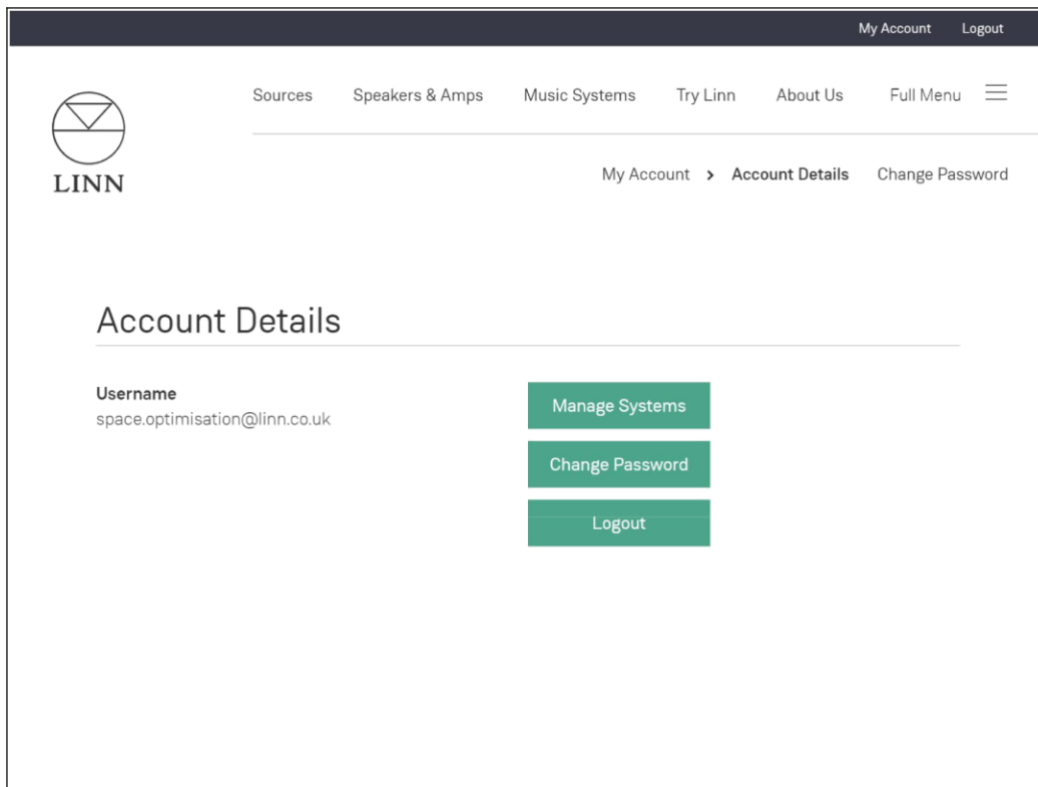 My Account Logout
Sources Speakers & Amps Music Systems Try Linn About Us Full Menu
LINN
My Account > Account Details Change Password
Account Details
Username
space.optimisation@linn.co.uk
Manage Systems
Change Password
Logout